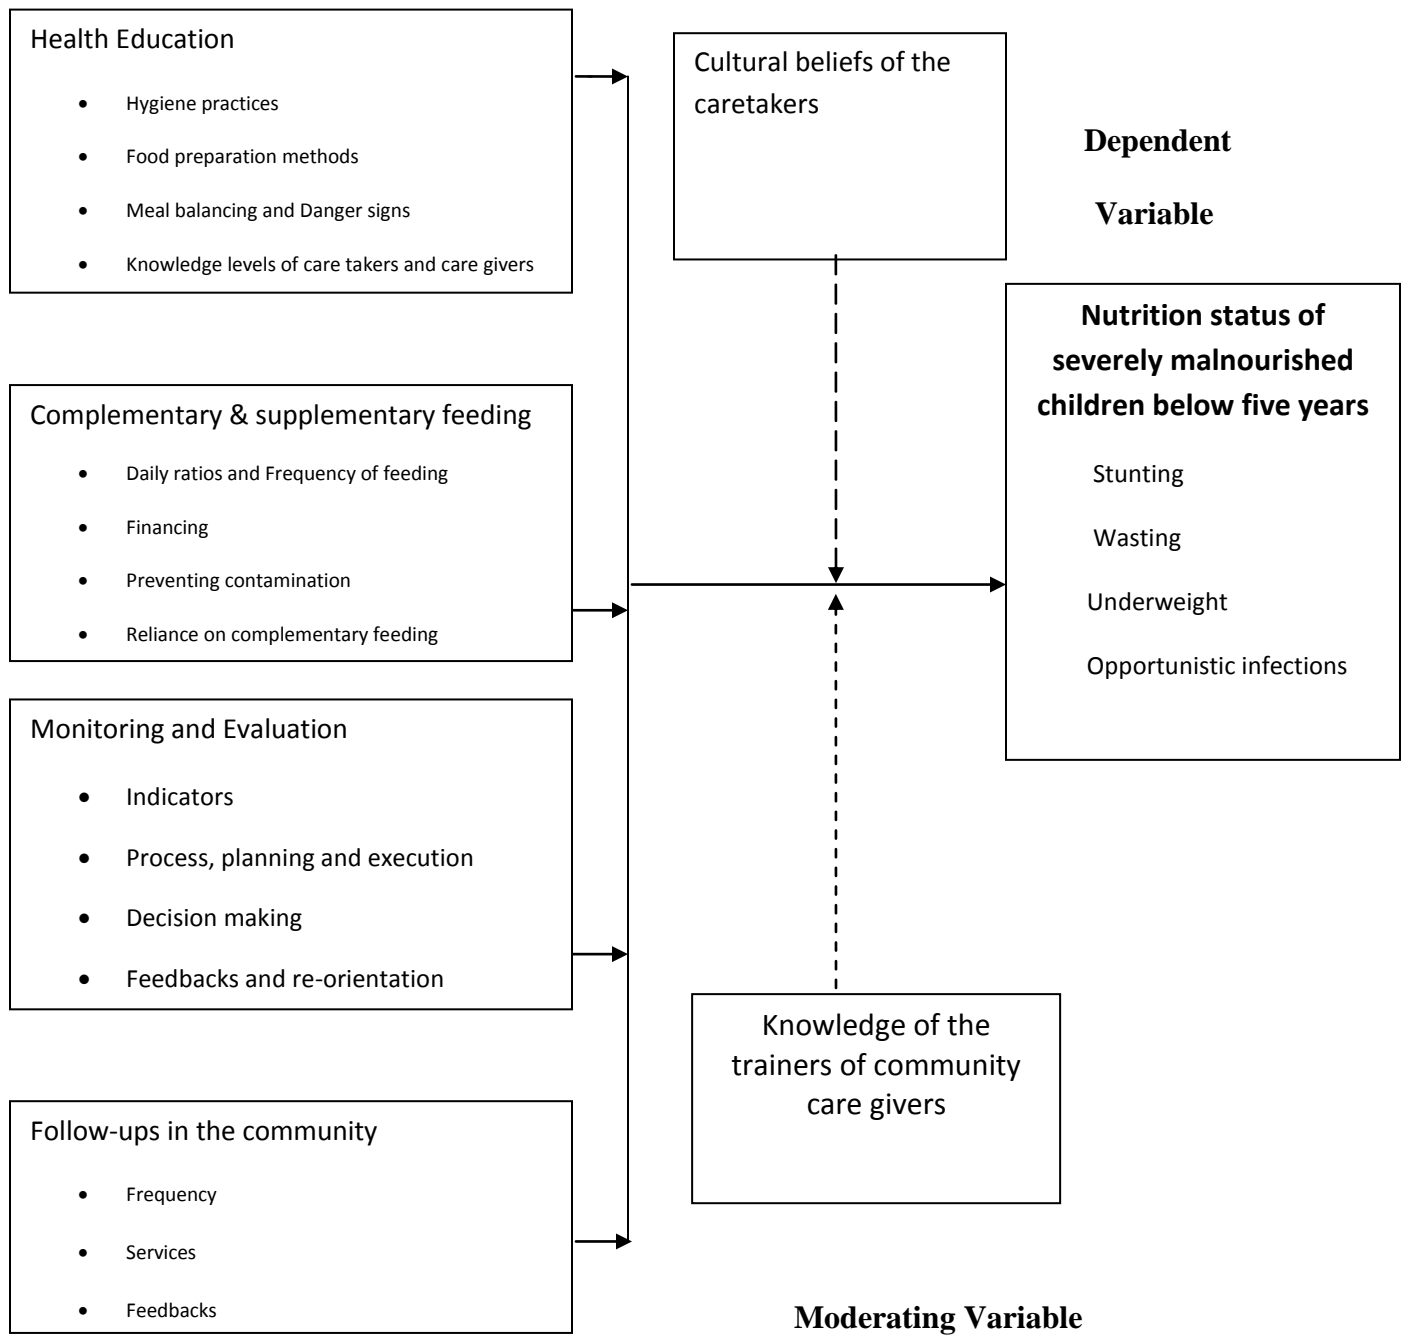 Health Education
• Hygiene practices
• Food preparation methods
• Meal balancing and Danger signs
• Knowledge levels of care takers and care givers
Complementary & supplementary feeding
• Daily ratios and Frequency of feeding
• Financing
• Preventing contamination
• Reliance on complementary feeding
Monitoring and Evaluation
• Indicators
• Process, planning and execution
• Decision making
• Feedbacks and re-orientation
Follow-ups in the community
• Frequency
• Services
• Feedbacks
Cultural beliefs of the
caretakers
Knowledge of the
trainers of community
care givers
Moderating Variable
Dependent
Variable
Nutrition status of
severely malnourished
children below five years
Stunting
Wasting
Underweight
Opportunistic infections